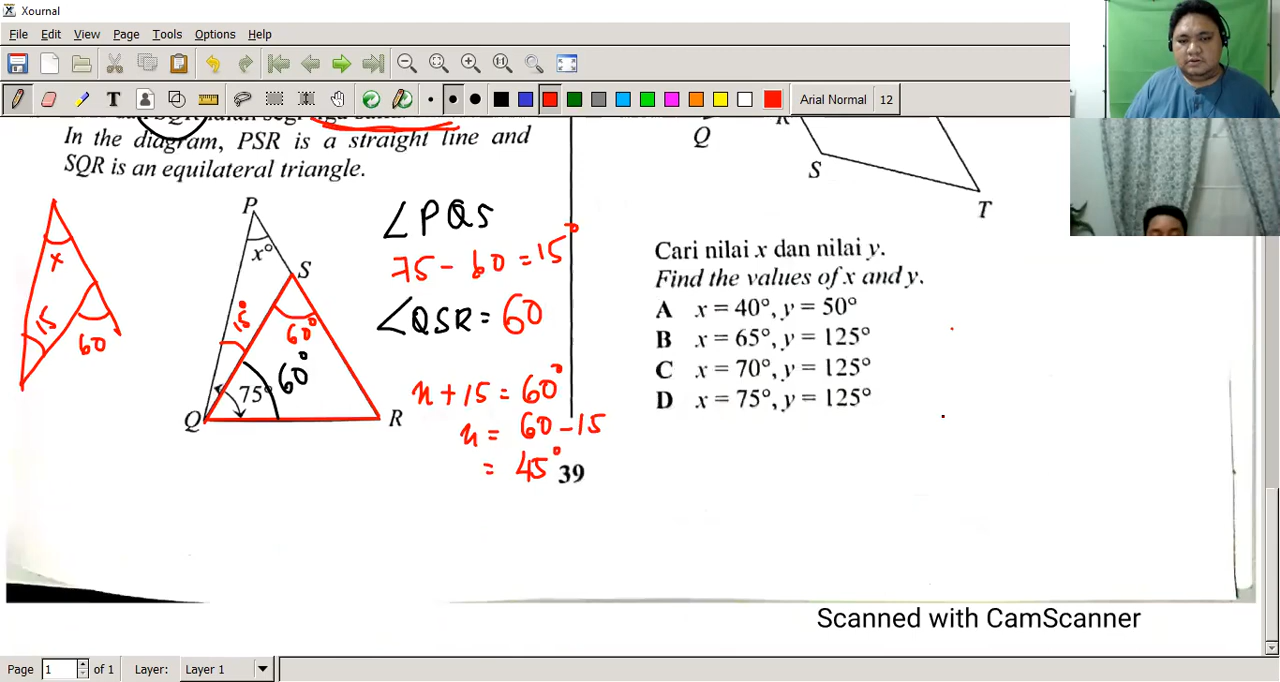 Xournal
File Edit View Page Tools Options Help
Arial Normal 12
In the diagram, PSR is a straight line and
SQR is an equilateral triangle.
x
15
60
P
x°
S
15°
60°
60°
75°
Q
R
∠PQS
75 - 60 = 15°
∠QSR = 60
x + 15 = 60°
x = 60 - 15
= 45°
39
Q
R
S
T
Cari nilai x dan nilai y.
Find the values of x and y.
A x = 40°, y = 50°
B x = 65°, y = 125°
C x = 70°, y = 125°
D x = 75°, y = 125°
Scanned with CamScanner
Page 1 of 1 Layer: Layer 1